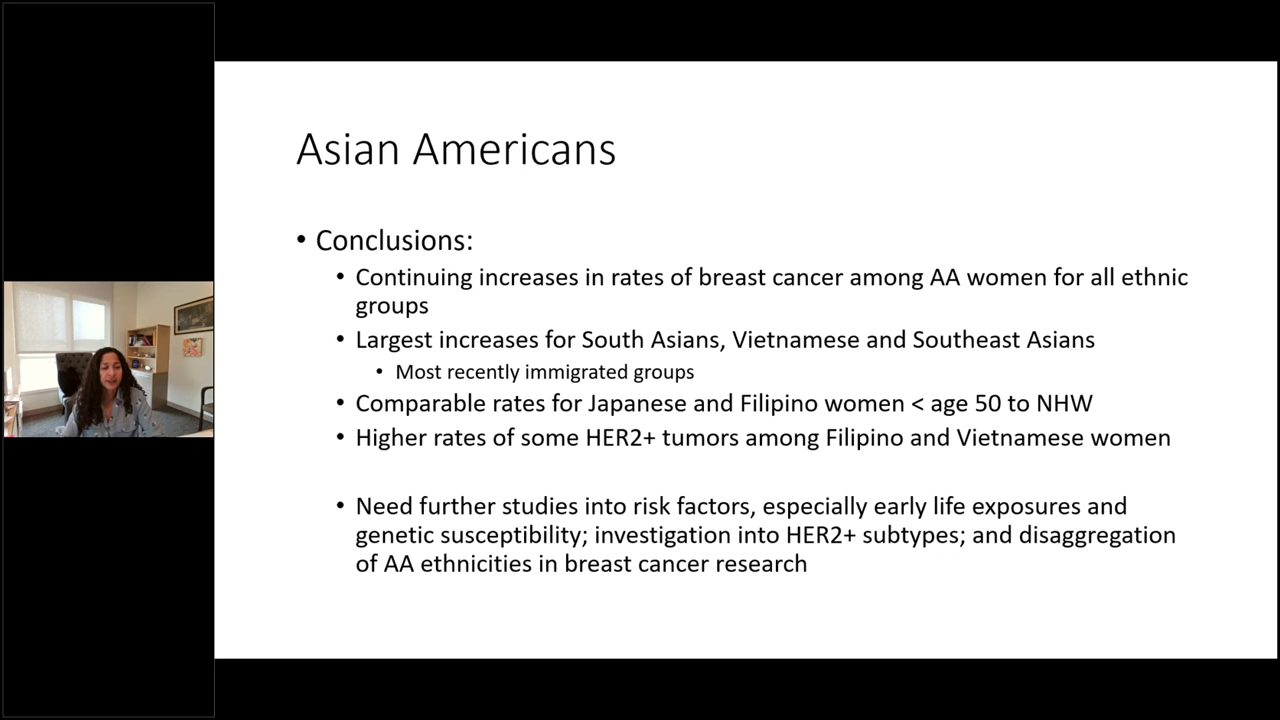 Asian Americans
• Conclusions:
• Continuing increases in rates of breast cancer among AA women for all ethnic
groups
• Largest increases for South Asians, Vietnamese and Southeast Asians
• Most recently immigrated groups
• Comparable rates for Japanese and Filipino women < age 50 to NHW
• Higher rates of some HER2+ tumors among Filipino and Vietnamese women
• Need further studies into risk factors, especially early life exposures and
genetic susceptibility; investigation into HER2+ subtypes; and disaggregation
of AA ethnicities in breast cancer research